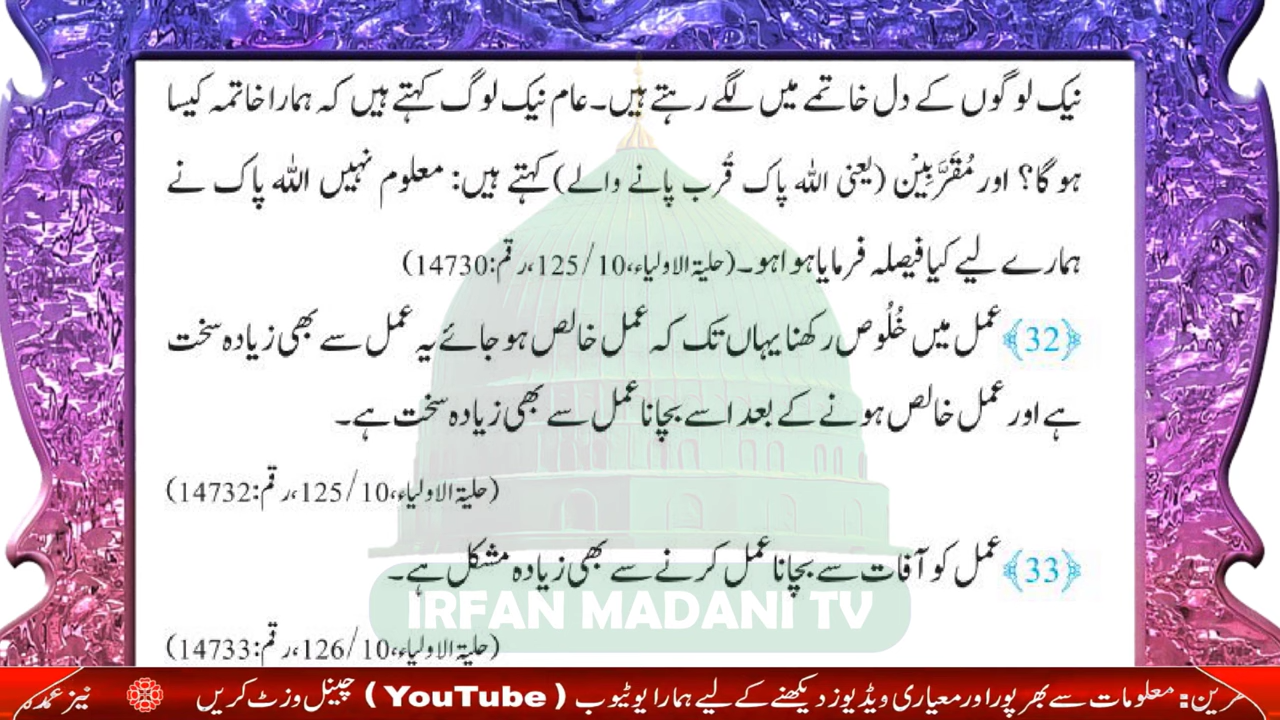 نیک لوگوں کے دل خاتمے میں لگے رہتے ہیں۔ عام نیک لوگ کہتے ہیں کہ ہمارا خاتمہ کیسا
ہو گا؟ اور مُقَرَّبِیْن (یعنی اللہ پاک قُرب پانے والے) کہتے ہیں: معلوم نہیں اللہ پاک نے
ہمارے لیے کیا فیصلہ فرمایا ہوا ہو۔ (حلیۃ الاولیاء، 10/125، رقم: 14730)
﴿32﴾ عمل میں خُلُوص رکھنا یہاں تک کہ عمل خالص ہو جائے یہ عمل سے بھی زیادہ سخت
ہے اور عمل خالص ہونے کے بعد اسے بچانا عمل سے بھی زیادہ سخت ہے۔
(حلیۃ الاولیاء، 10/125، رقم: 14732)
﴿33﴾ عمل کو آفات سے بچانا عمل کرنے سے بھی زیادہ مشکل ہے۔
IRFAN MADANI TV
(حلیۃ الاولیاء، 10/126، رقم: 14733)
معلومات سے بھرپور اور معیاری ویڈیوز دیکھنے کے لیے ہمارا یوٹیوب (YouTube) چینل وزٹ کریں نیز